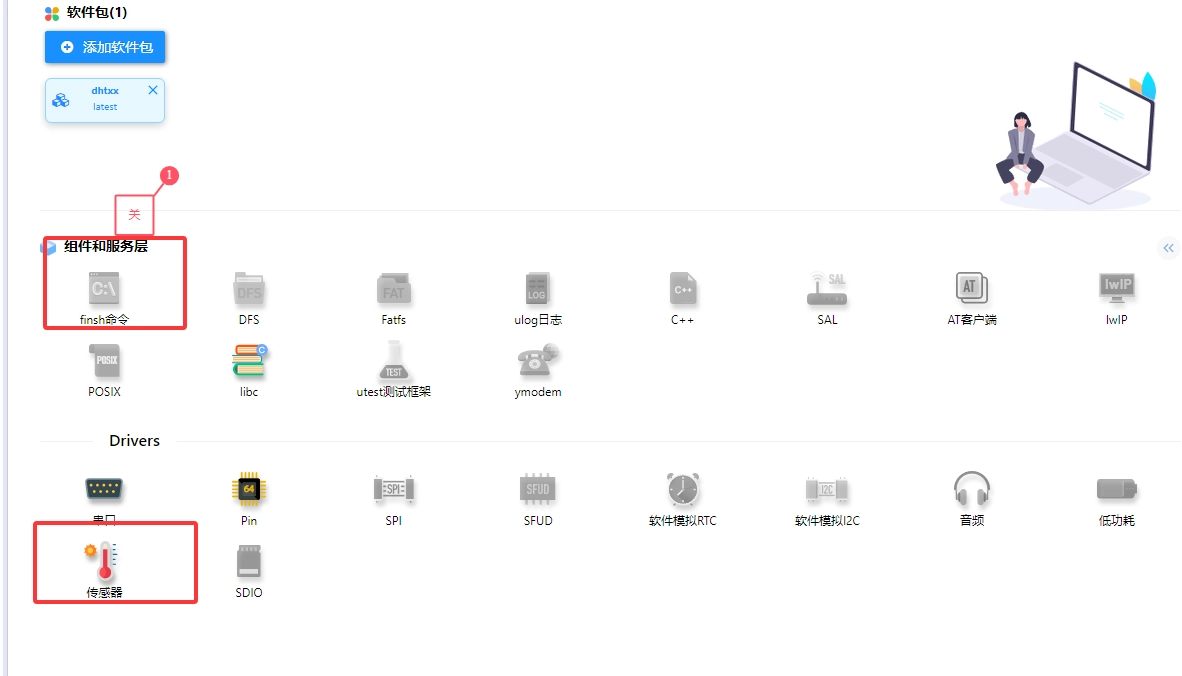 软件包(1)
添加软件包
dhtxx
latest
1
关
组件和服务层
C:\
DFS
FAT
LOG
C++
SAL
AT
lwIP
finsh命令
DFS
Fatfs
ulog日志
C++
SAL
AT客户端
lwIP
POSIX
TEST
POSIX
libc
utest测试框架
ymodem
Drivers
64
SPI
SFUD
I2C
串口
Pin
SPI
SFUD
软件模拟RTC
软件模拟I2C
音频
低功耗
传感器
SDIO